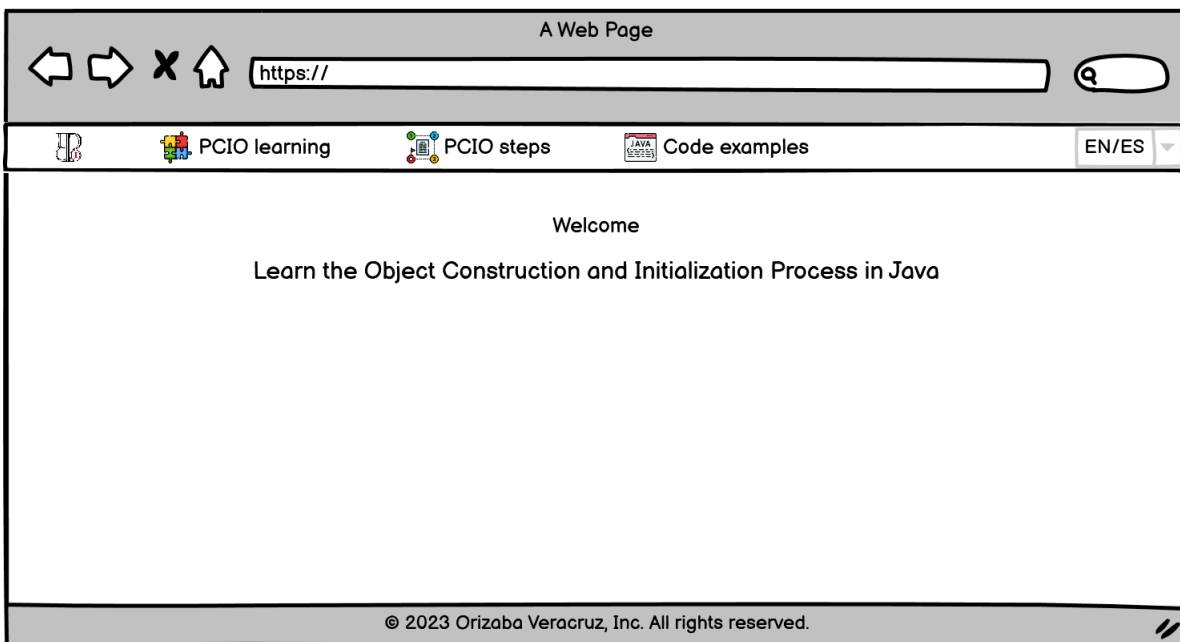 A Web Page
https://
PCIO learning PCIO steps JAVA Code examples EN/ES
Welcome
Learn the Object Construction and Initialization Process in Java
© 2023 Orizaba Veracruz, Inc. All rights reserved.